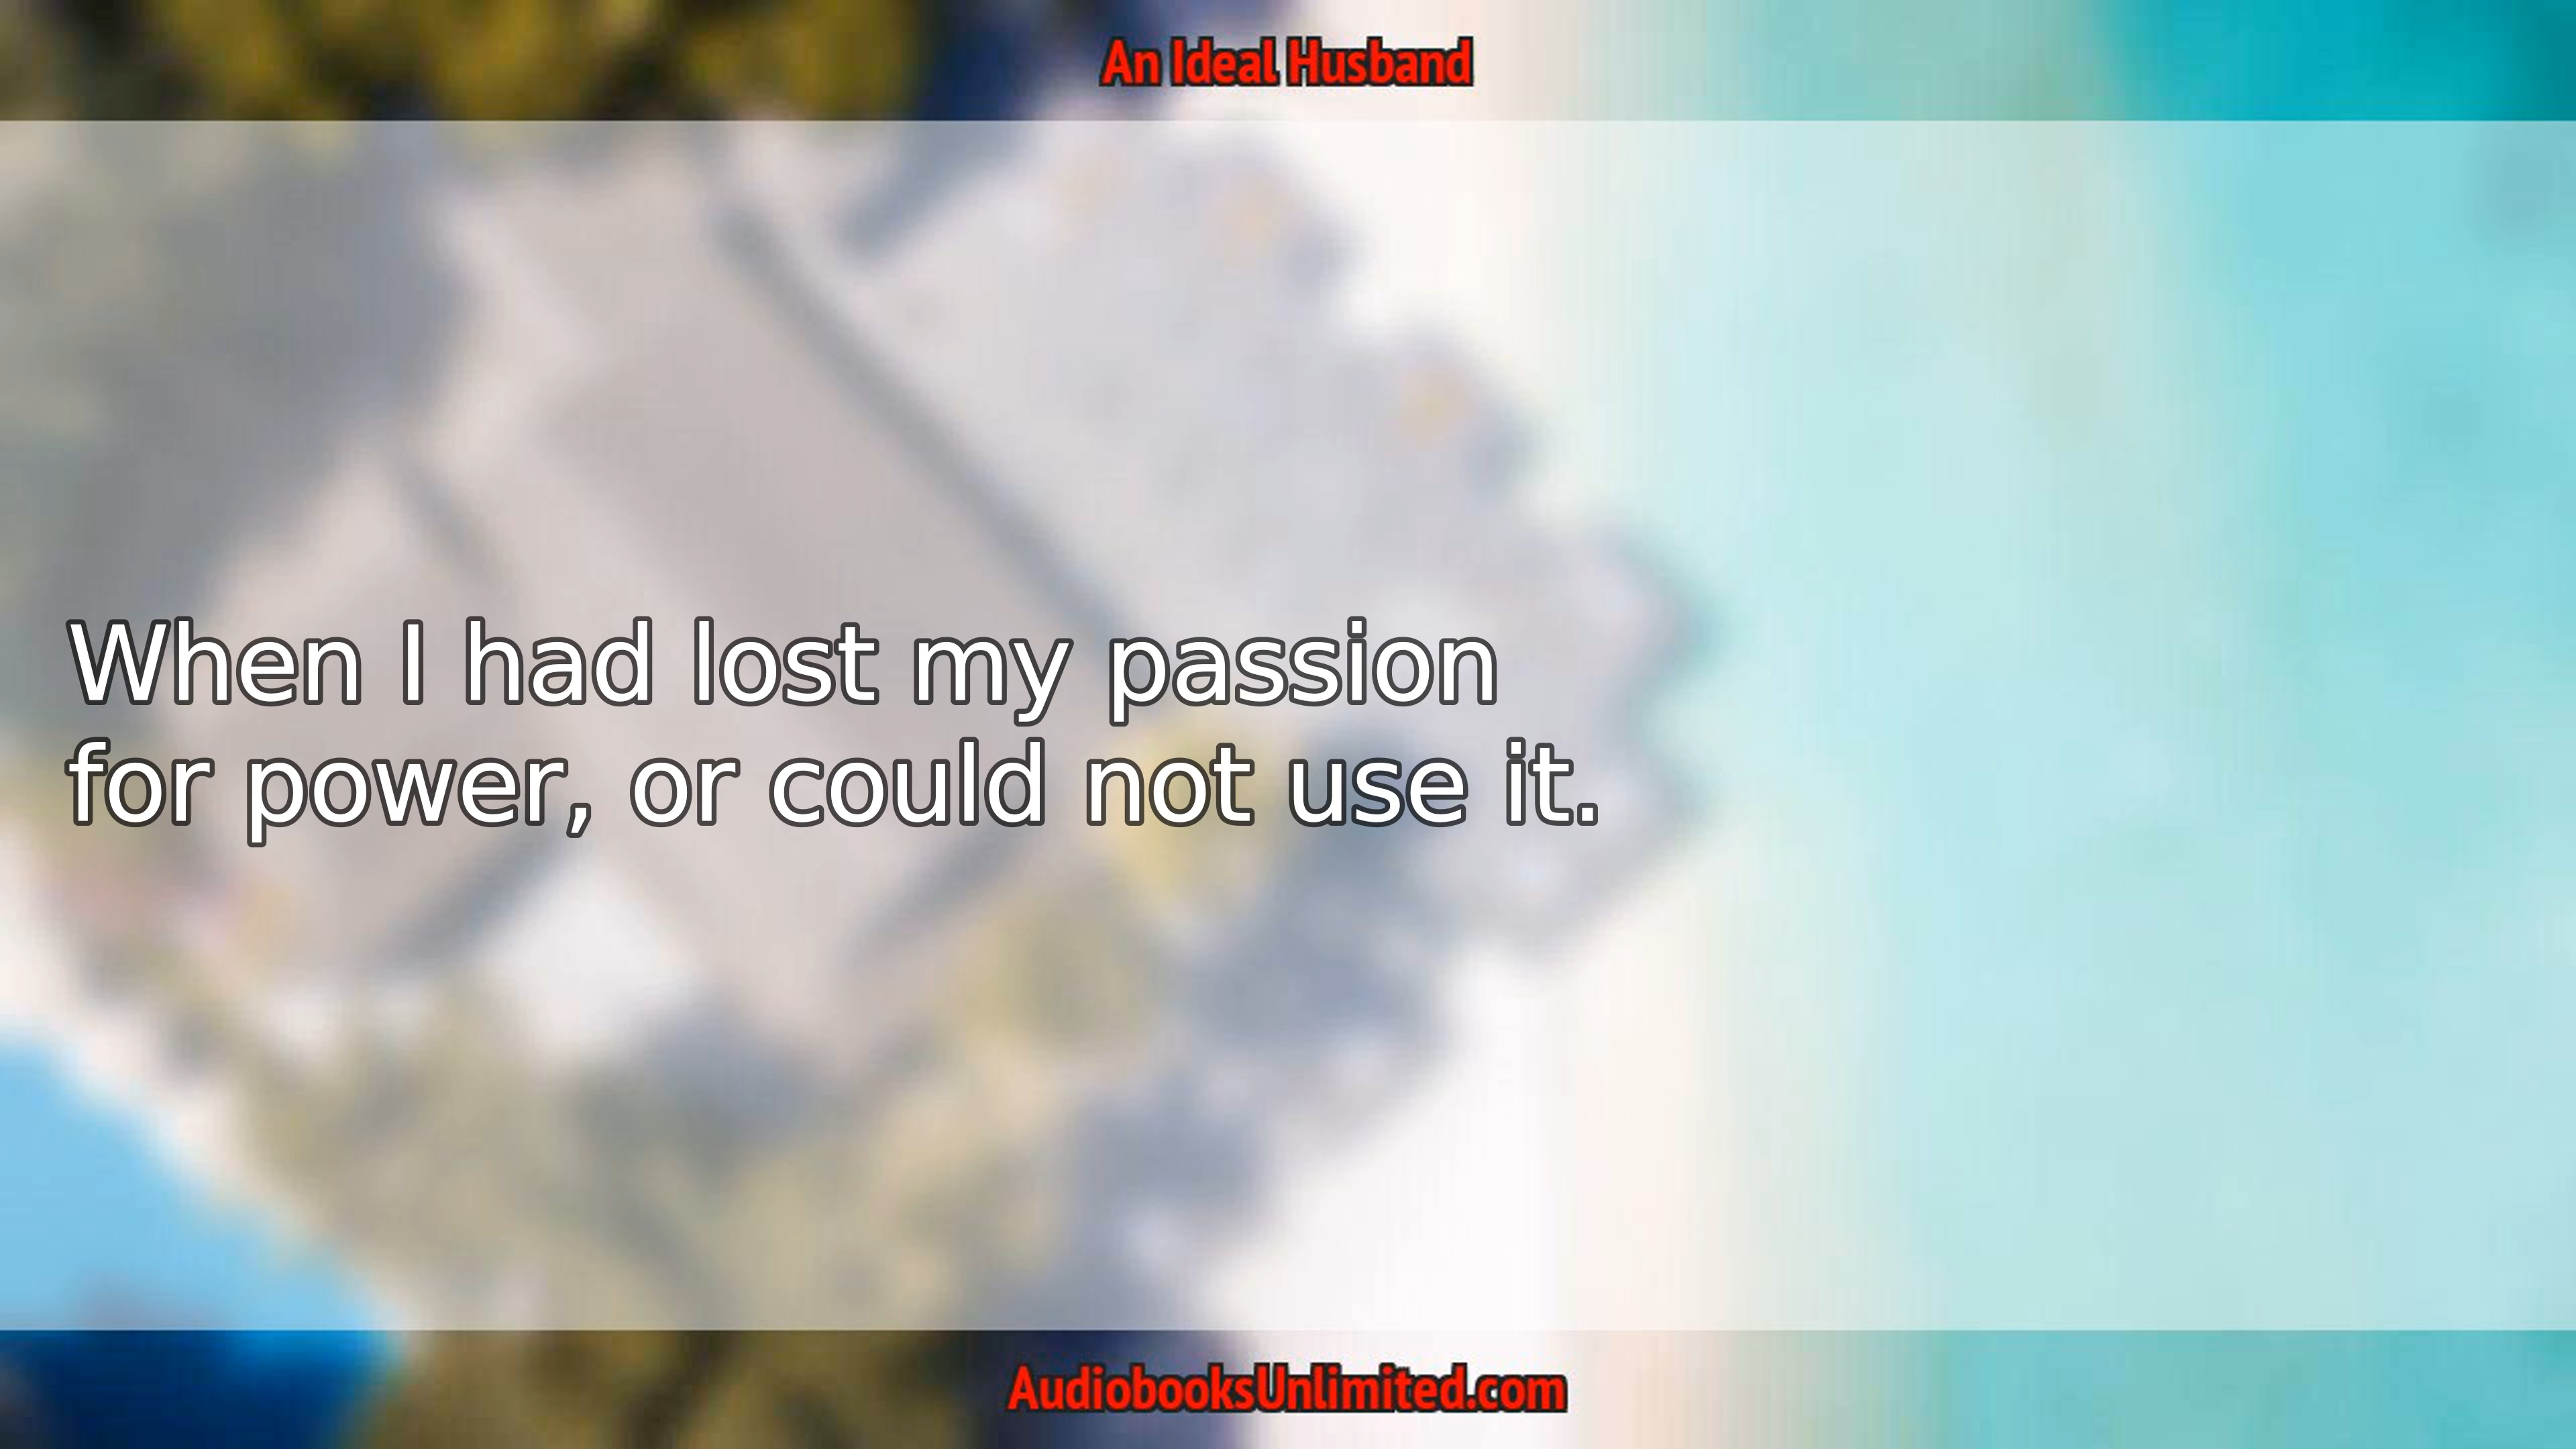 An Ideal Husband
When I had lost my passion
for power, or could not use it.
AudiobooksUnlimited.com